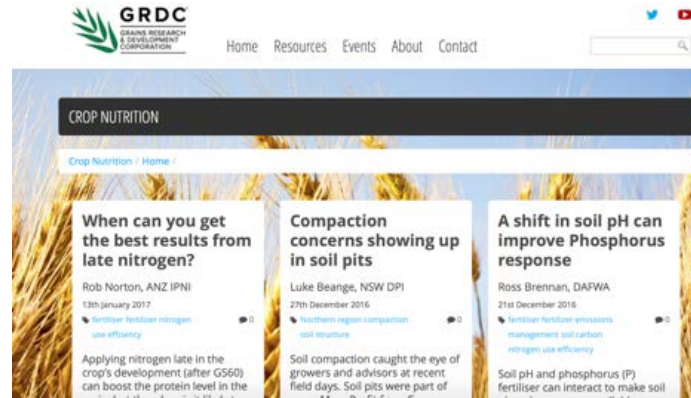 GRDC
GRAINS RESEARCH
& DEVELOPMENT
CORPORATION
Home Resources Events About Contact
CROP NUTRITION
Crop Nutrition / Home /
When can you get
the best results from
late nitrogen?
Rob Norton, ANZ IPNI
13th January 2017
fertiliser fertilizer nitrogen
use efficiency
0
Applying nitrogen late in the
crop's development (after GS60)
can boost the protein level in the
Compaction
concerns showing up
in soil pits
Luke Beange, NSW DPI
27th December 2016
Northern region compaction
soil structure
0
Soil compaction caught the eye of
growers and advisors at recent
field days. Soil pits were part of
A shift in soil pH can
improve Phosphorus
response
Ross Brennan, DAFWA
21st December 2016
fertiliser fertilizer emissions
management soil carbon
nitrogen use efficiency
0
Soil pH and phosphorus (P)
fertiliser can interact to make soil